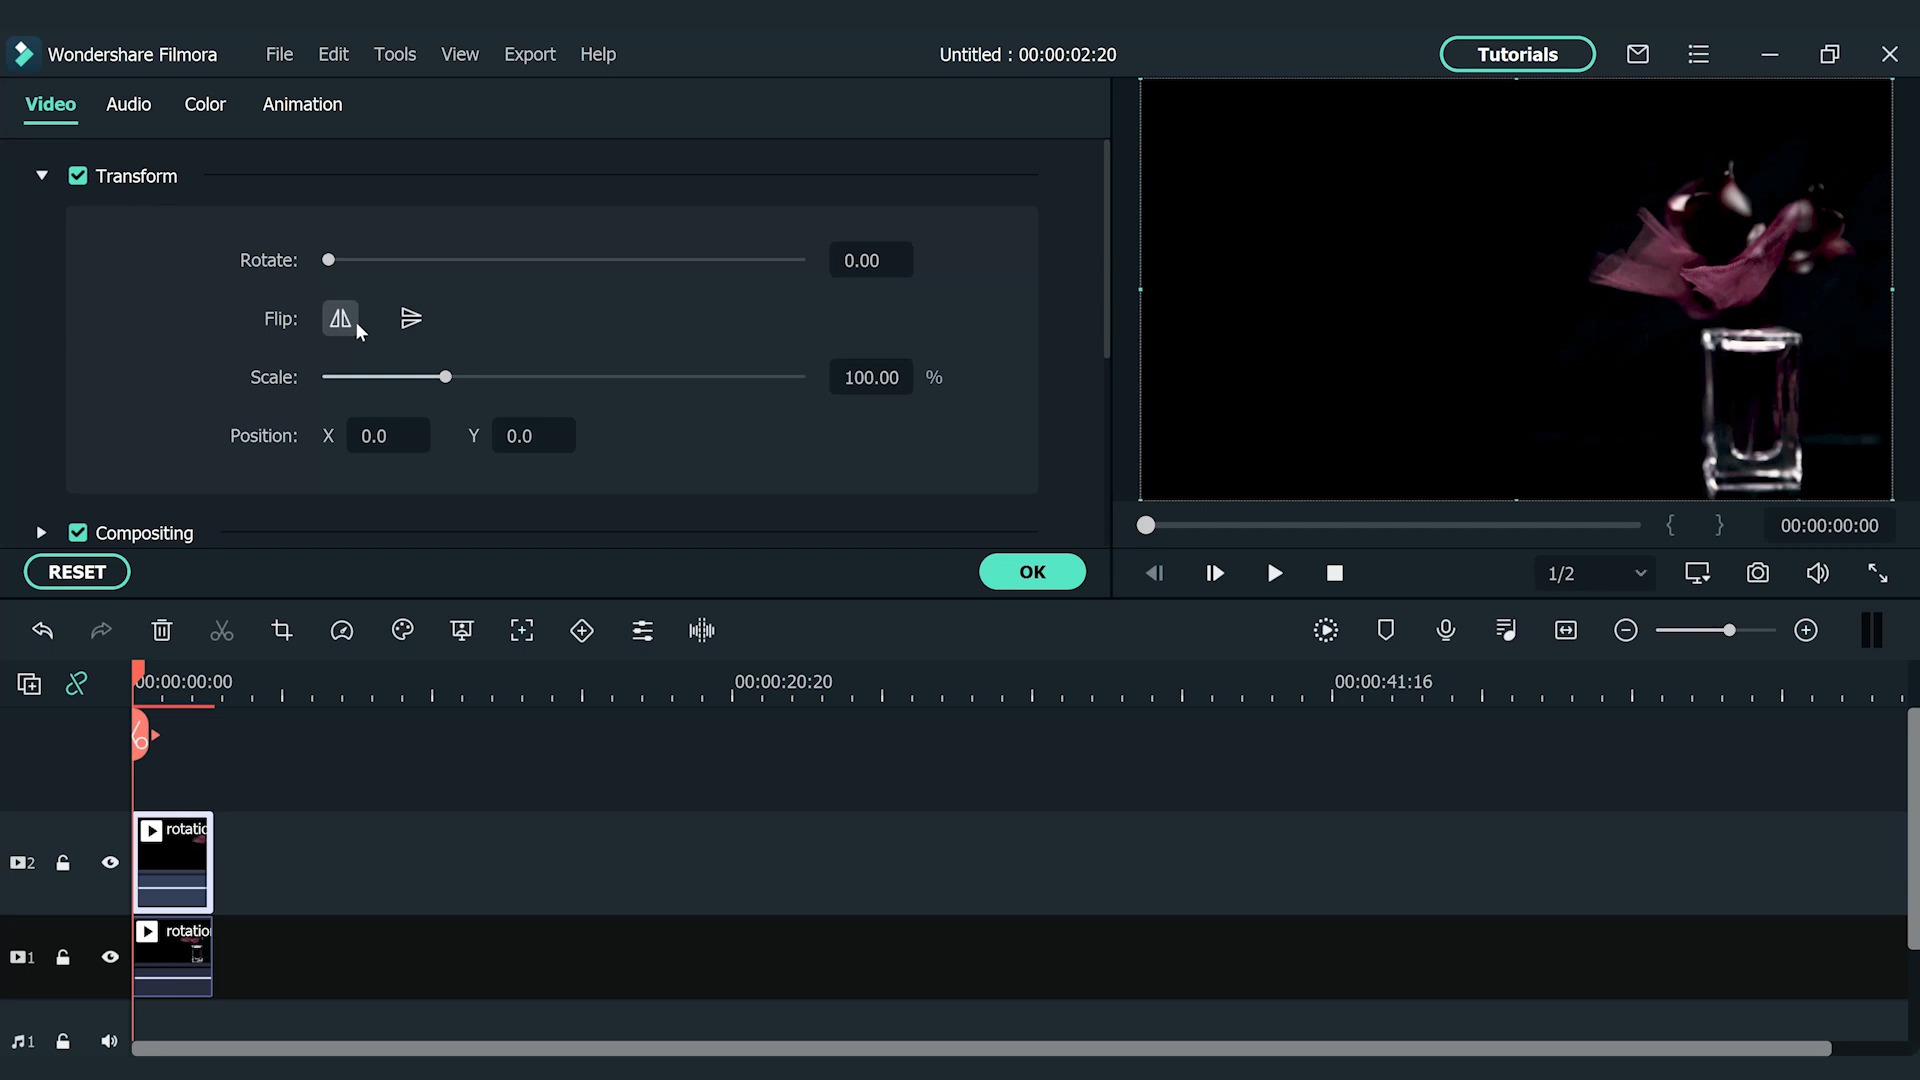 Wondershare Filmora
File Edit Tools View Export Help
Untitled : 00:00:02:20
Tutorials
Video Audio Color Animation
Transform
Rotate: 0.00
Flip:
Scale: 100.00 %
Position: X 0.0 Y 0.0
Compositing
RESET OK
{ } 00:00:00:00
1/2
00:00:00:00 00:00:20:20 00:00:41:16
2
rotatio
1
rotation
1